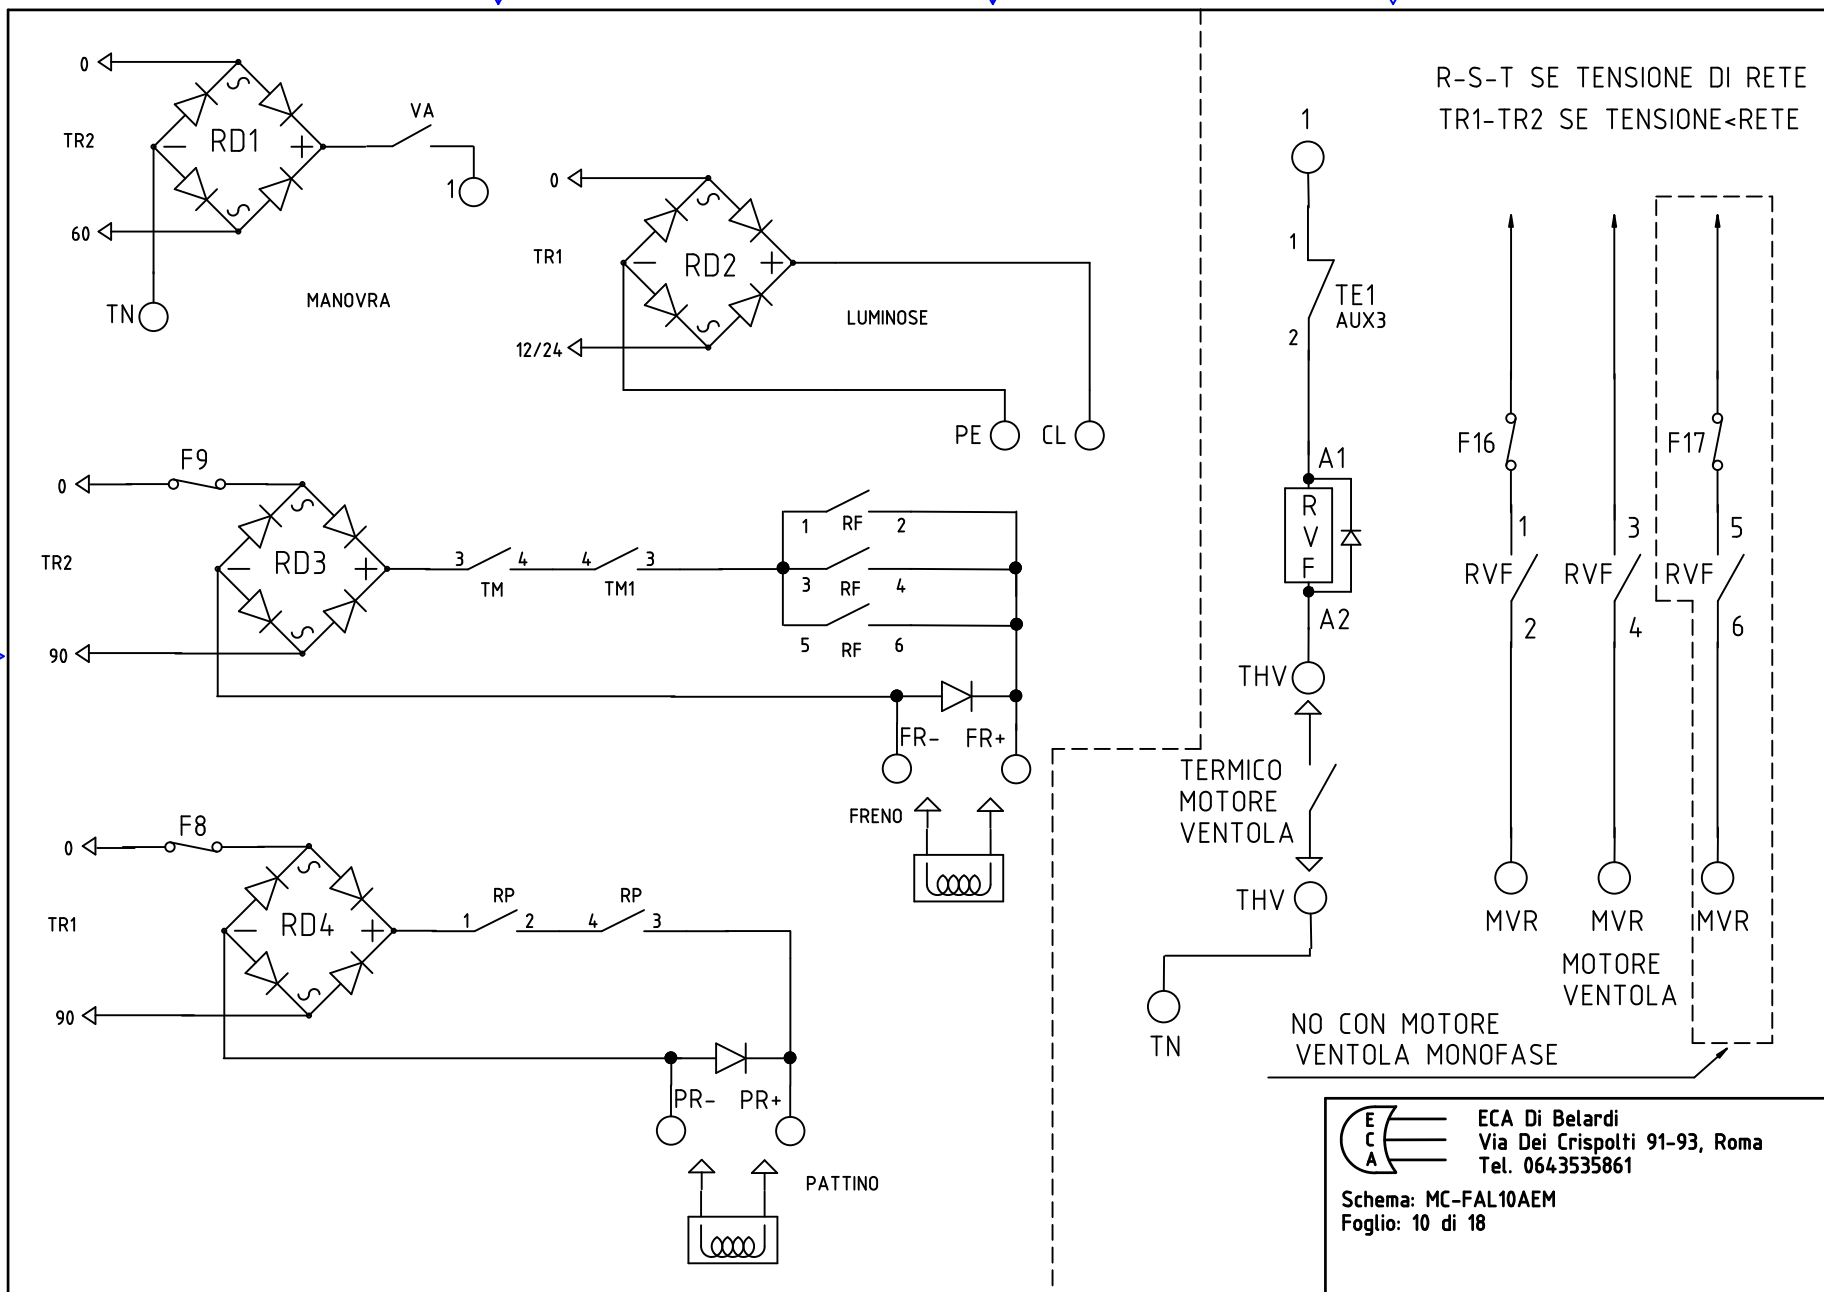 0
TR2
RD1
VA
1
60
TN
MANOVRA
0
TR1
RD2
LUMINOSE
12/24
PE
CL
F9
0
TR2
RD3
3
4
TM
4
3
TM1
1
RF
2
3
RF
4
5
RF
6
90
FR-
FR+
FRENO
F8
0
TR1
RD4
RP
1
2
RP
4
3
90
PR-
PR+
PATTINO
R-S-T SE TENSIONE DI RETE
TR1-TR2 SE TENSIONE<RETE
1
1
TE1
AUX3
2
A1
R
V
F
A2
THV
TERMICO
MOTORE
VENTOLA
THV
TN
F16
F17
1
3
5
RVF
RVF
RVF
2
4
6
MVR
MVR
MVR
MOTORE
VENTOLA
NO CON MOTORE
VENTOLA MONOFASE
E
C
A
ECA Di Belardi
Via Dei Crispolti 91-93, Roma
Tel. 0643535861
Schema: MC-FAL10AEM
Foglio: 10 di 18